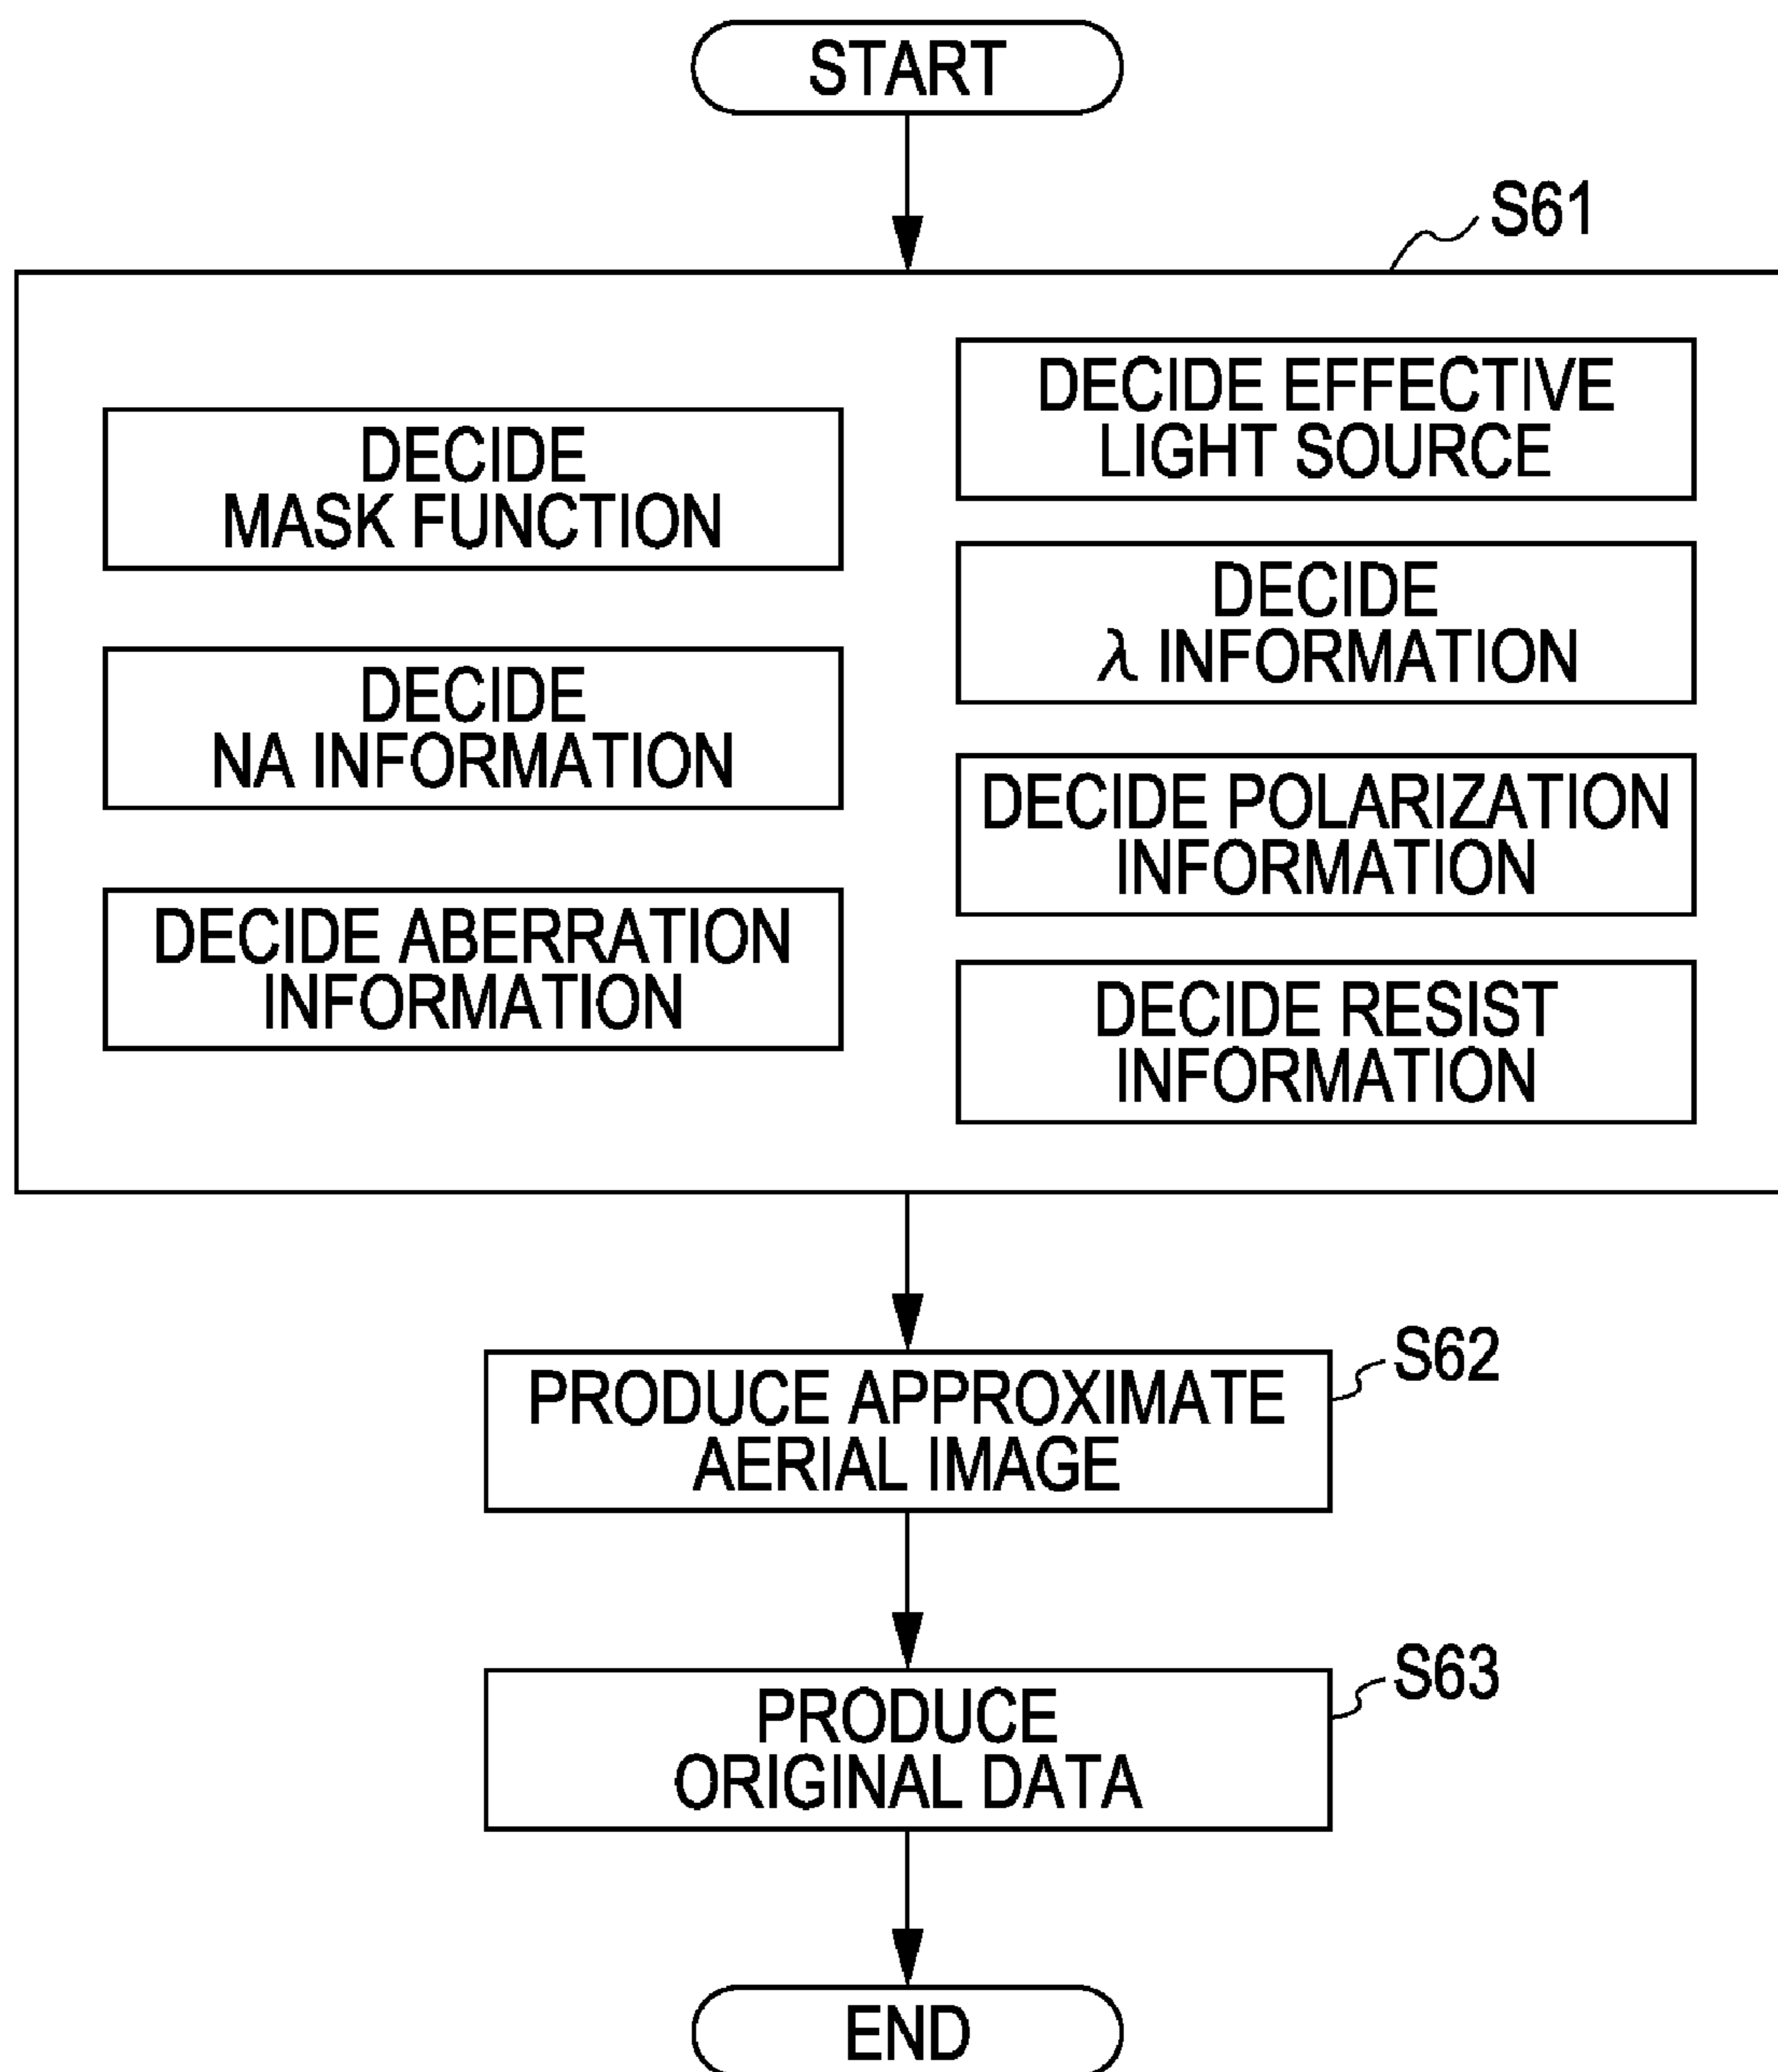 START
S61
DECIDE
MASK FUNCTION
DECIDE
NA INFORMATION
DECIDE ABERRATION
INFORMATION
DECIDE EFFECTIVE
LIGHT SOURCE
DECIDE
λ INFORMATION
DECIDE POLARIZATION
INFORMATION
DECIDE RESIST
INFORMATION
S62
PRODUCE APPROXIMATE
AERIAL IMAGE
S63
PRODUCE
ORIGINAL DATA
END